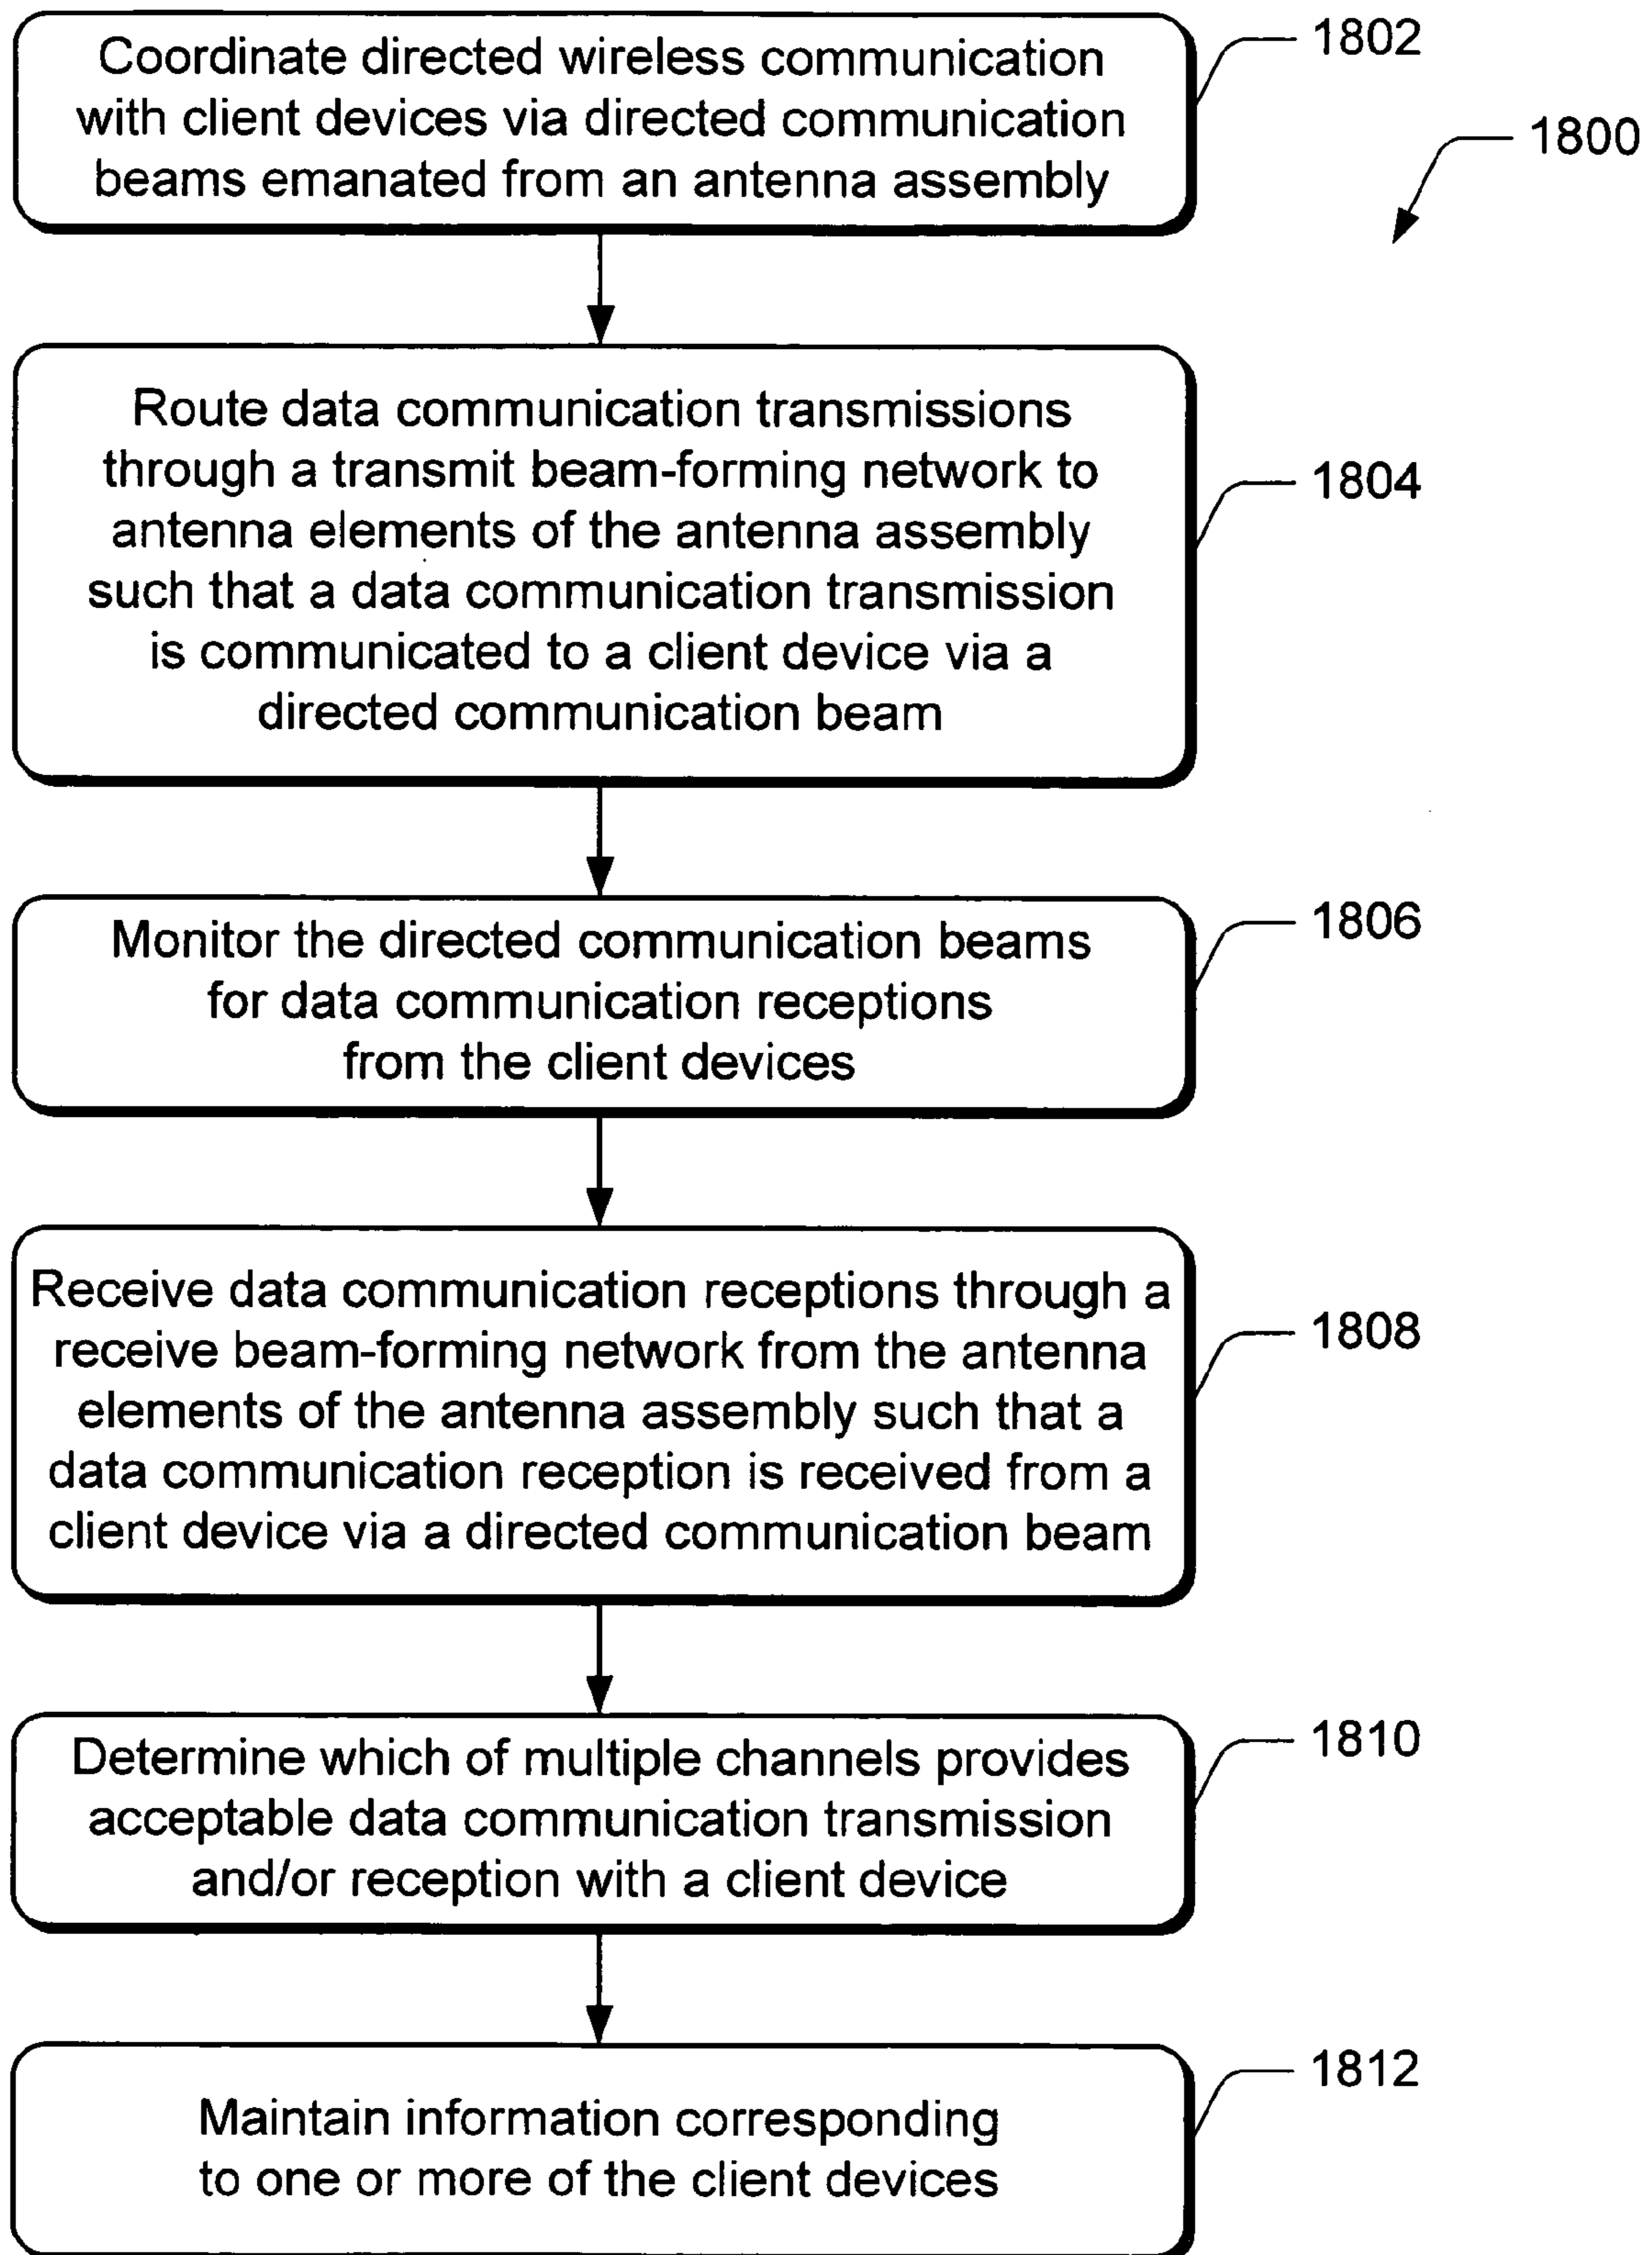 Coordinate directed wireless communication
with client devices via directed communication
beams emanated from an antenna assembly
1802
1800
Route data communication transmissions
through a transmit beam-forming network to
antenna elements of the antenna assembly
such that a data communication transmission
is communicated to a client device via a
directed communication beam
1804
Monitor the directed communication beams
for data communication receptions
from the client devices
1806
Receive data communication receptions through a
receive beam-forming network from the antenna
elements of the antenna assembly such that a
data communication reception is received from a
client device via a directed communication beam
1808
Determine which of multiple channels provides
acceptable data communication transmission
and/or reception with a client device
1810
Maintain information corresponding
to one or more of the client devices
1812